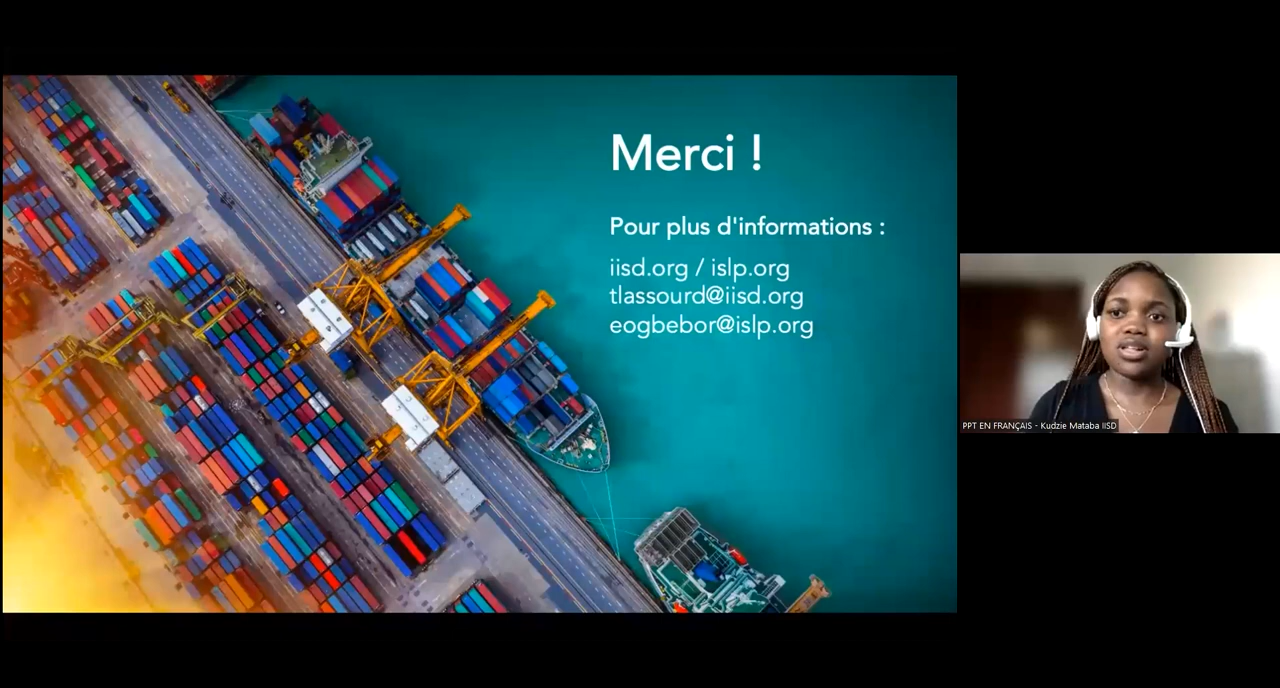 Merci !
Pour plus d'informations :
iisd.org / islp.org
tlassourd@iisd.org
eogbebor@islp.org
PPT EN FRANÇAIS - Kudzie Mataba IISD